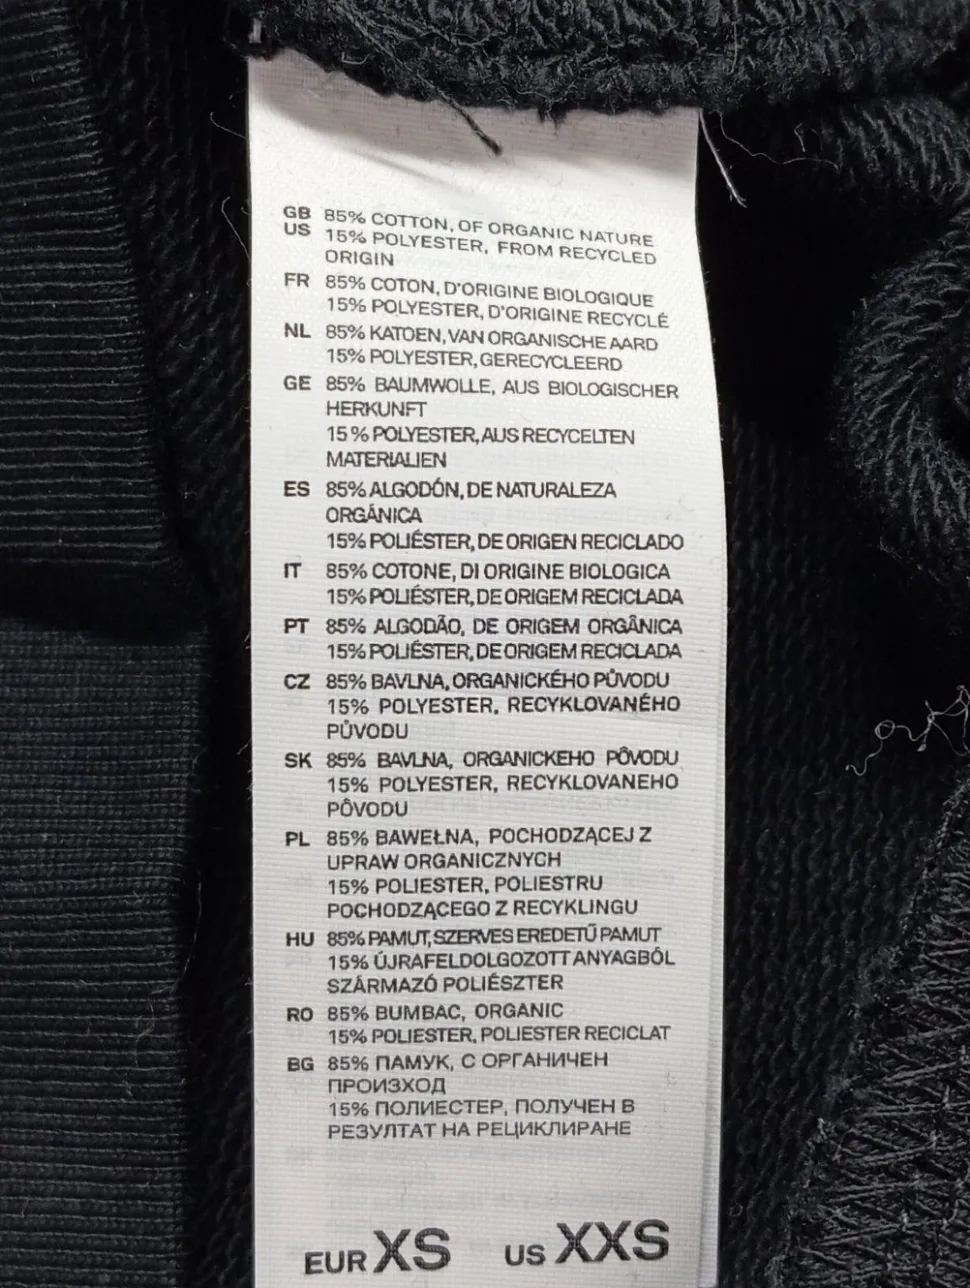 GB 85% COTTON, OF ORGANIC NATURE
US 15% POLYESTER, FROM RECYCLED
ORIGIN
FR 85% COTON, D'ORIGINE BIOLOGIQUE
15% POLYESTER, D'ORIGINE RECYCLÉ
NL 85% KATOEN, VAN ORGANISCHE AARD
15% POLYESTER, GERECYCLEERD
GE 85% BAUMWOLLE, AUS BIOLOGISCHER
HERKUNFT
15% POLYESTER, AUS RECYCELTEN
MATERIALIEN
ES 85% ALGODÓN, DE NATURALEZA
ORGÁNICA
15% POLIÉSTER, DE ORIGEN RECICLADO
IT 85% COTONE, DI ORIGINE BIOLOGICA
15% POLIÉSTER, DE ORIGEM RECICLADA
PT 85% ALGODÃO, DE ORIGEM ORGÂNICA
15% POLIÉSTER, DE ORIGEM RECICLADA
CZ 85% BAVLNA, ORGANICKÉHO PŮVODU
15% POLYESTER, RECYKLOVANÉHO
PŮVODU
SK 85% BAVLNA, ORGANICKEHO PÔVODU
15% POLYESTER, RECYKLOVANEHO
PÔVODU
PL 85% BAWEŁNA, POCHODZĄCEJ Z
UPRAW ORGANICZNYCH
15% POLIESTER, POLIESTRU
POCHODZĄCEGO Z RECYKLINGU
HU 85% PAMUT, SZERVES EREDETŰ PAMUT
15% ÚJRAFELDOLGOZOTT ANYAGBÓL
SZÁRMAZÓ POLIÉSZTER
RO 85% BUMBAC, ORGANIC
15% POLIESTER, POLIESTER RECICLAT
BG 85% ПАМУК, С ОРГАНИЧЕН
ПРОИЗХОД
15% ПОЛИЕСТЕР, ПОЛУЧЕН В
РЕЗУЛТАТ НА РЕЦИКЛИРАНЕ
EUR XS US XXS